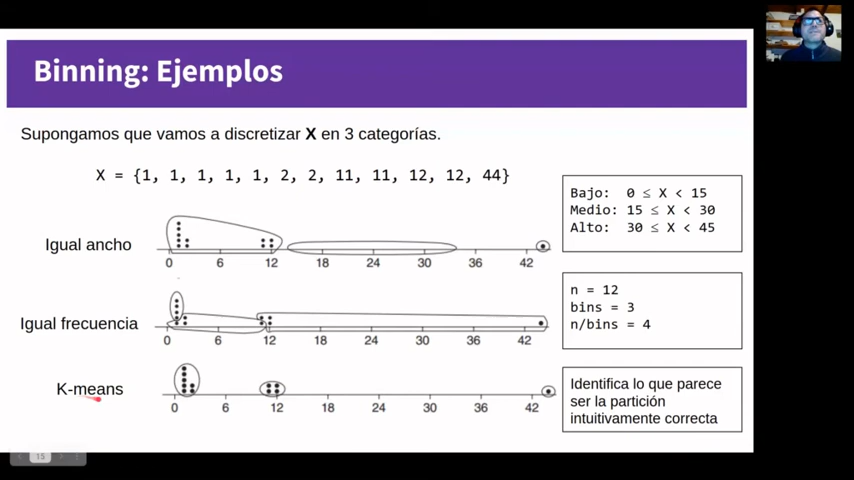 Binning: Ejemplos
Supongamos que vamos a discretizar X en 3 categorías.
X = {1, 1, 1, 1, 1, 2, 2, 11, 11, 12, 12, 44}
Bajo: 0 ≤ X < 15
Medio: 15 ≤ X < 30
Alto: 30 ≤ X < 45
Igual ancho
0 6 12 18 24 30 36 42
n = 12
bins = 3
n/bins = 4
Igual frecuencia
0 6 12 18 24 30 36 42
K-means
0 6 12 18 24 30 36 42
Identifica lo que parece
ser la partición
intuitivamente correcta
15